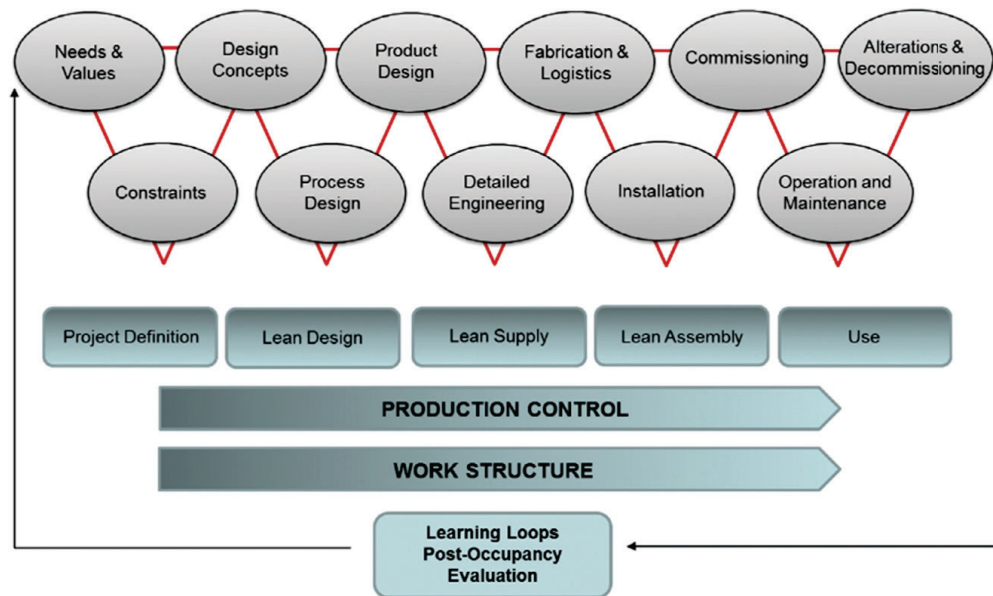 Needs &
Values
Design
Concepts
Product
Design
Fabrication &
Logistics
Commissioning
Alterations &
Decommissioning
Constraints
Process
Design
Detailed
Engineering
Installation
Operation and
Maintenance
Project Definition
Lean Design
Lean Supply
Lean Assembly
Use
PRODUCTION CONTROL
WORK STRUCTURE
Learning Loops
Post-Occupancy
Evaluation